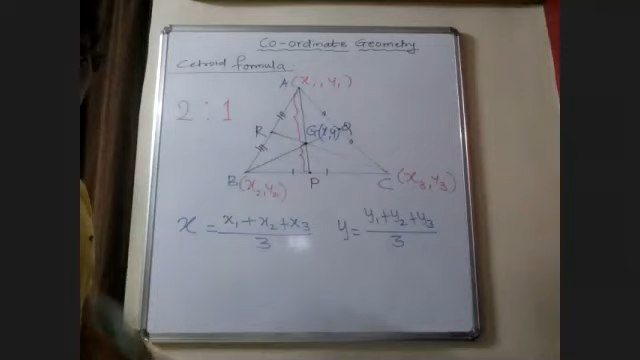 Co-ordinate Geometry
Cetroid formula
A(x₁, y₁)
2 : 1
R
G(x,y)
Q
B(x₂, y₂)
P
C (x₃, y₃)
x = x₁ + x₂ + x₃ / 3
y = y₁ + y₂ + y₃ / 3